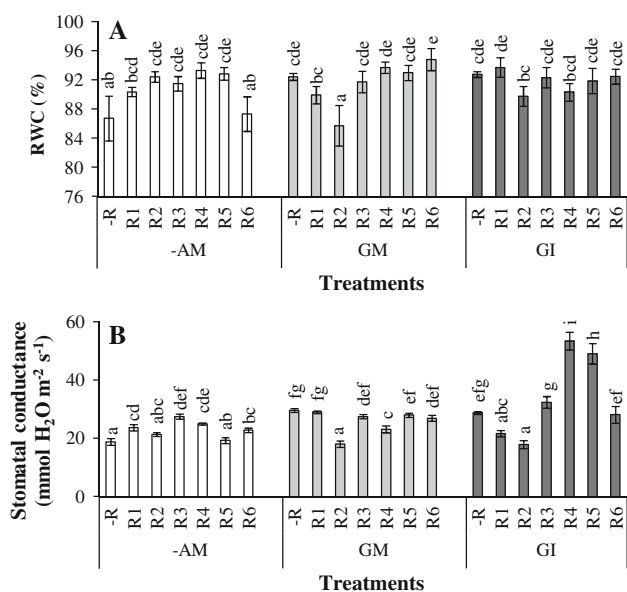 A
RWC (%)
100
96
92
88
84
80
76
ab bcd cde cde cde cde ab cde bc a cde de cde e cde de bc cde bcd cde cde
-R R1 R2 R3 R4 R5 R6 -R R1 R2 R3 R4 R5 R6 -R R1 R2 R3 R4 R5 R6
-AM GM GI
Treatments
B
Stomatal conductance
(mmol H₂O m⁻² s⁻¹)
60
40
20
0
a cd abc def cde ab bc fg fg a def c ef def efg abc a g i h ef
-R R1 R2 R3 R4 R5 R6 -R R1 R2 R3 R4 R5 R6 -R R1 R2 R3 R4 R5 R6
-AM GM GI
Treatments